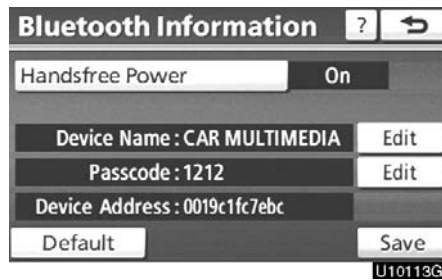 Bluetooth Information ?
Handsfree Power On
Device Name : CAR MULTIMEDIA Edit
Passcode : 1212 Edit
Device Address : 0019c1fc7ebc
Default Save
U10113G